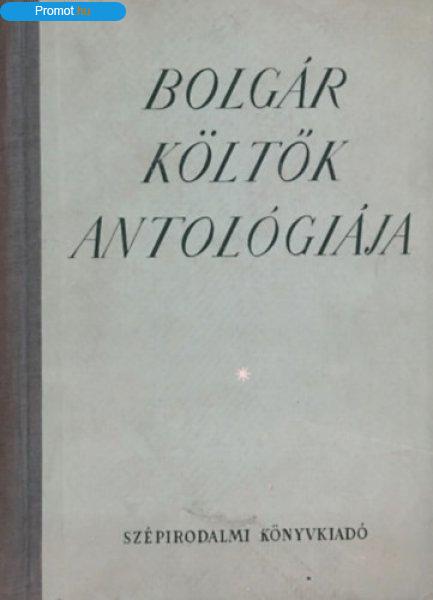 Promot.hu
BOLGÁR
KÖLTŐK
ANTOLÓGIÁJA
SZÉPIRODALMI KÖNYVKIADÓ